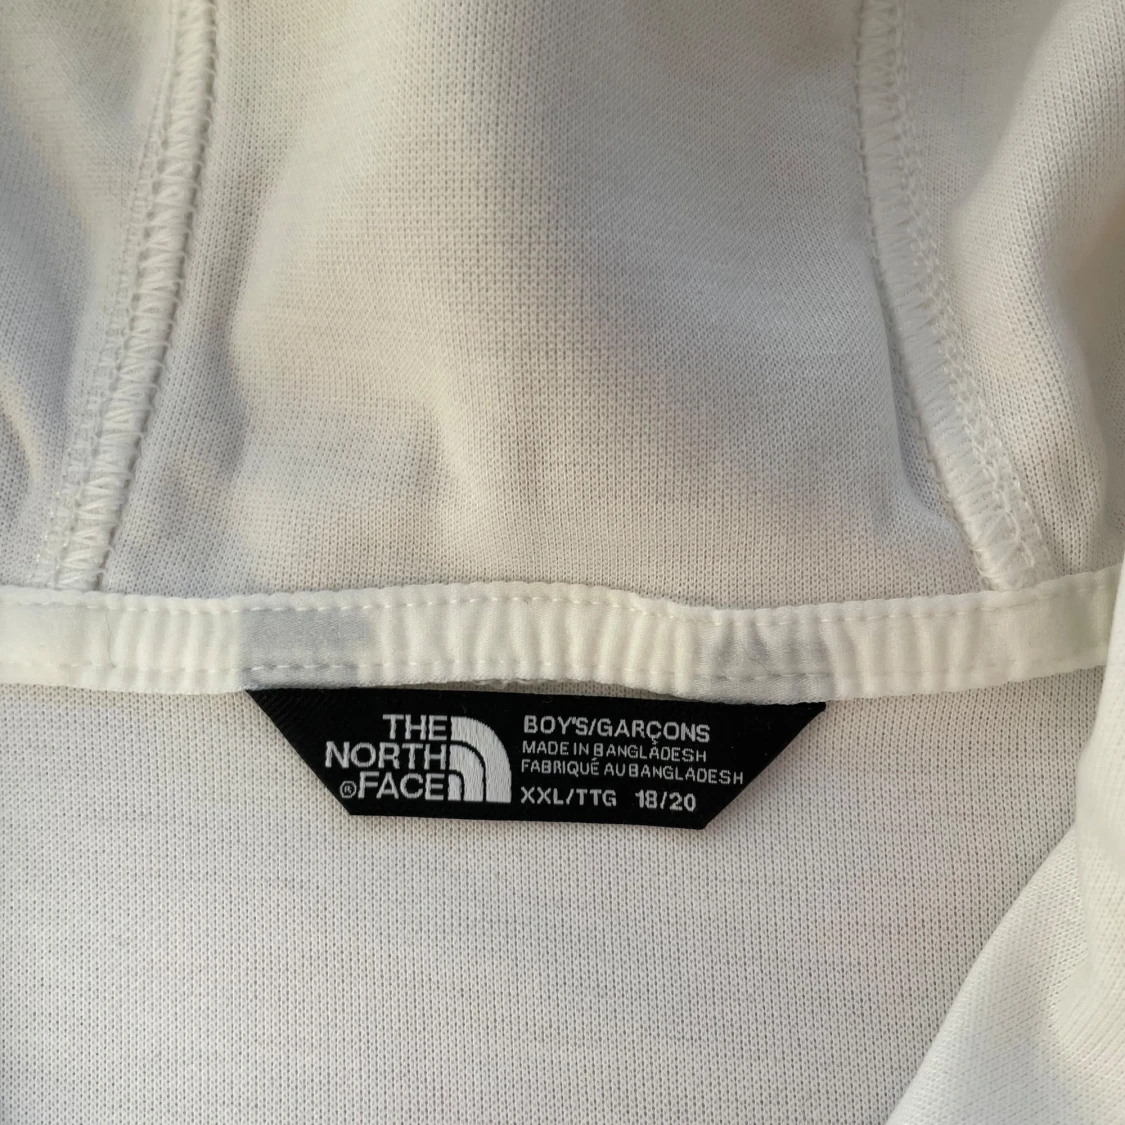 THE
NORTH
®FACE
BOY'S/GARÇONS
MADE IN BANGLADESH
FABRIQUÉ AU BANGLADESH
XXL/TTG 18/20